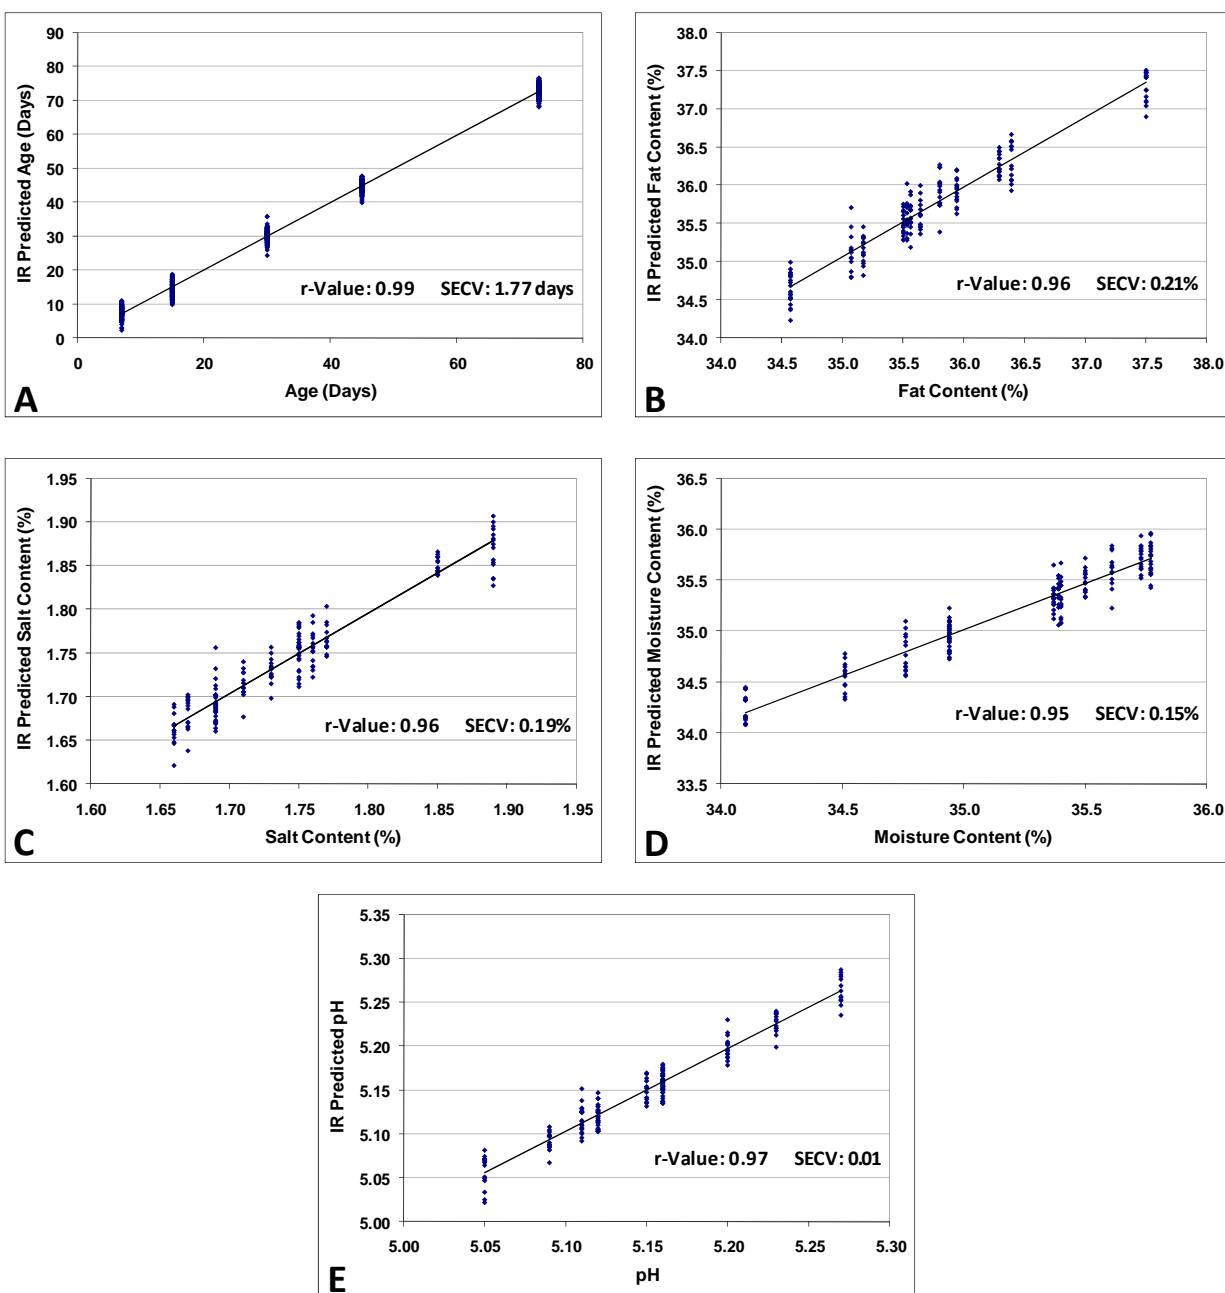 90
80
70
60
50
40
30
20
10
0
IR Predicted Age (Days)
r-Value: 0.99 SECV: 1.77 days
0 20 40 60 80
Age (Days)
A
38.0
37.5
37.0
36.5
36.0
35.5
35.0
34.5
34.0
IR Predicted Fat Content (%)
r-Value: 0.96 SECV: 0.21%
34.0 34.5 35.0 35.5 36.0 36.5 37.0 37.5 38.0
Fat Content (%)
B
1.95
1.90
1.85
1.80
1.75
1.70
1.65
1.60
IR Predicted Salt Content (%)
r-Value: 0.96 SECV: 0.19%
1.60 1.65 1.70 1.75 1.80 1.85 1.90 1.95
Salt Content (%)
C
36.5
36.0
35.5
35.0
34.5
34.0
33.5
IR Predicted Moisture Content (%)
r-Value: 0.95 SECV: 0.15%
34.0 34.5 35.0 35.5 36.0
Moisture Content (%)
D
5.35
5.30
5.25
5.20
5.15
5.10
5.05
5.00
IR Predicted pH
r-Value: 0.97 SECV: 0.01
5.00 5.05 5.10 5.15 5.20 5.25 5.30
pH
E